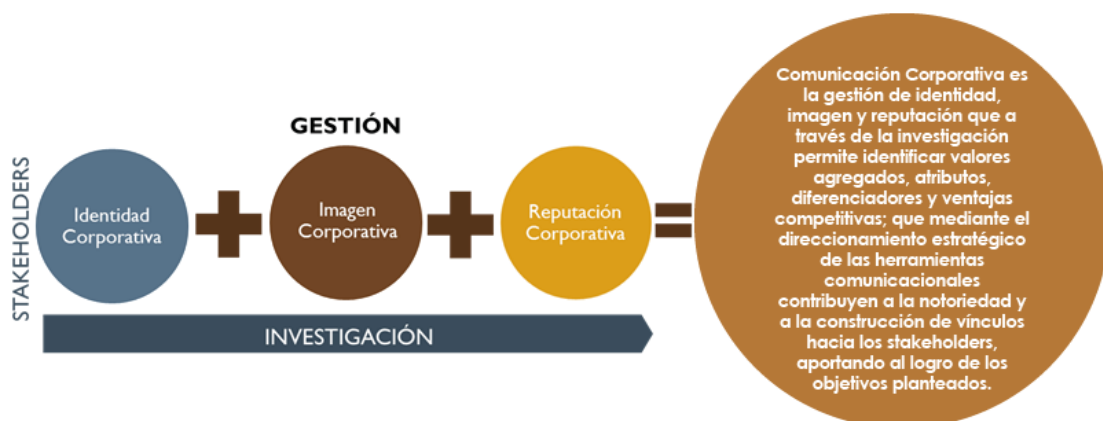 STAKEHOLDERS
GESTIÓN
Identidad
Corporativa
Imagen
Corporativa
Reputación
Corporativa
INVESTIGACIÓN
Comunicación Corporativa es
la gestión de identidad,
imagen y reputación que a
través de la investigación
permite identificar valores
agregados, atributos,
diferenciadores y ventajas
competitivas; que mediante el
direccionamiento estratégico
de las herramientas
comunicacionales
contribuyen a la notoriedad y
a la construcción de vínculos
hacia los stakeholders,
aportando al logro de los
objetivos planteados.